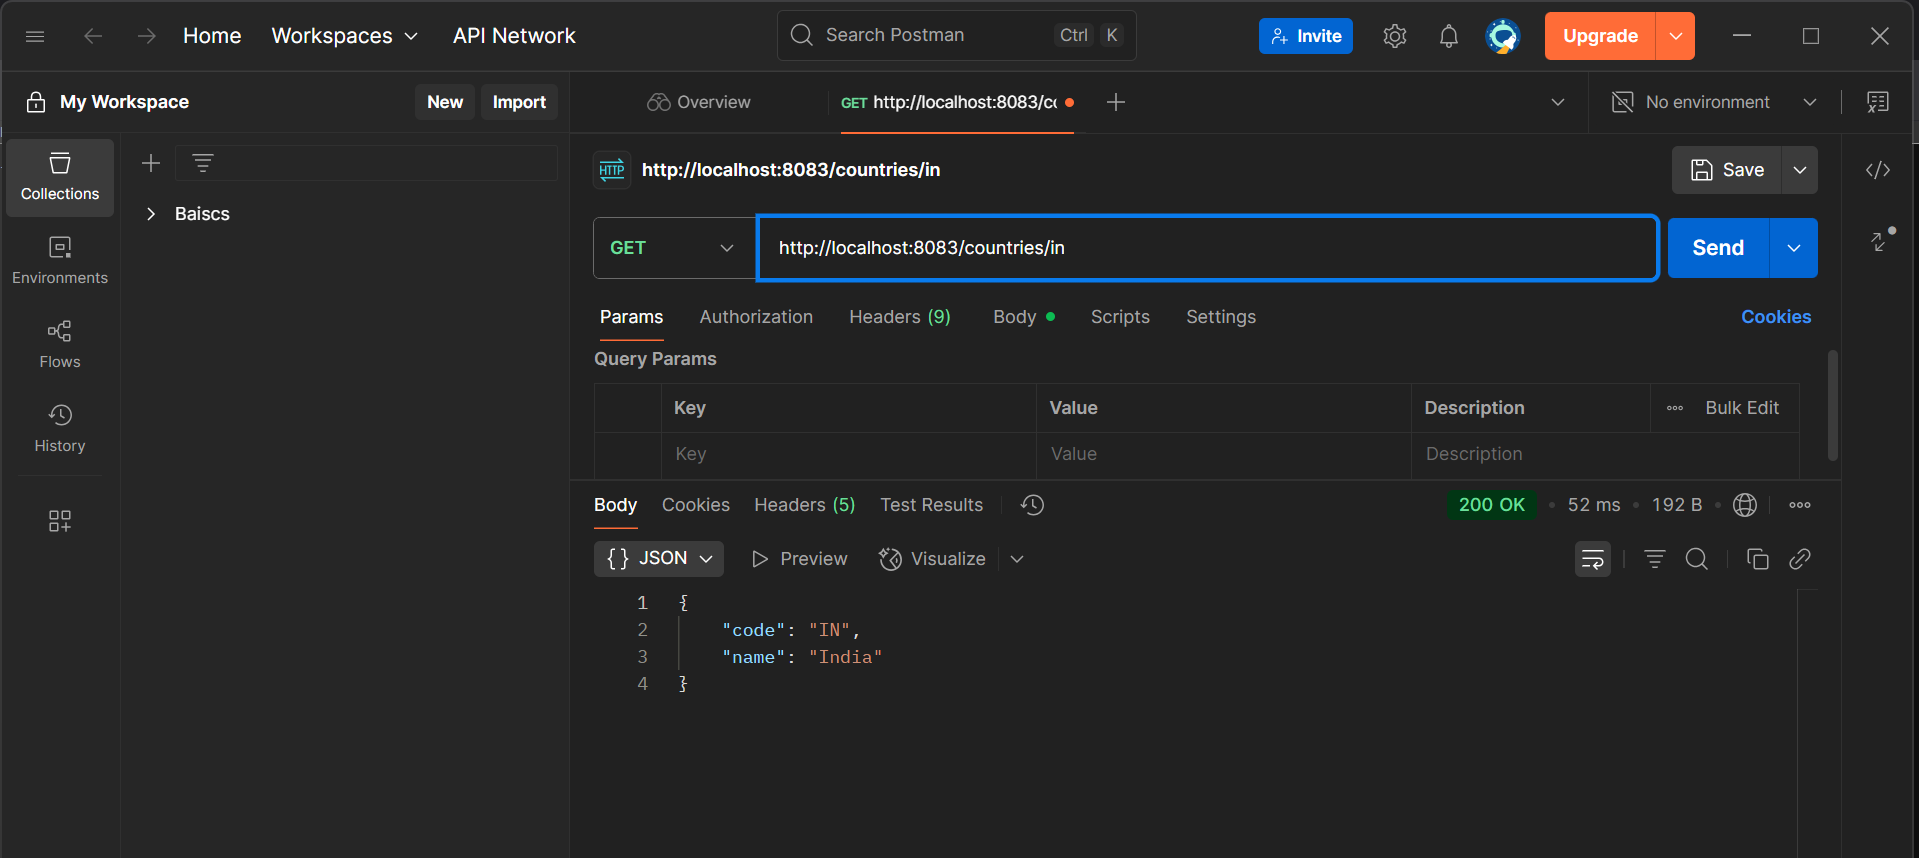 Home Workspaces API Network Search Postman Ctrl K Invite Upgrade
My Workspace New Import Overview GET http://localhost:8083/cc No environment
Collections
Baiscs
Environments
Flows
History
HTTP http://localhost:8083/countries/in Save
GET http://localhost:8083/countries/in Send
Params Authorization Headers (9) Body Scripts Settings Cookies
Query Params
Key Value Description Bulk Edit
Key Value Description
Body Cookies Headers (5) Test Results 200 OK • 52 ms • 192 B •
{} JSON Preview Visualize
1 {
2 "code": "IN",
3 "name": "India"
4 }